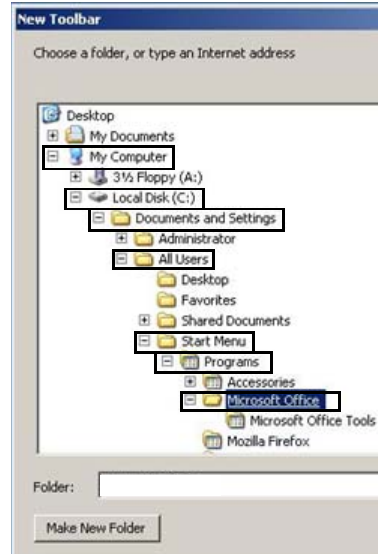 New Toolbar
Choose a folder, or type an Internet address
Desktop
My Documents
My Computer
3½ Floppy (A:)
Local Disk (C:)
Documents and Settings
Administrator
All Users
Desktop
Favorites
Shared Documents
Start Menu
Programs
Accessories
Microsoft Office
Microsoft Office Tools
Mozilla Firefox
Folder:
Make New Folder